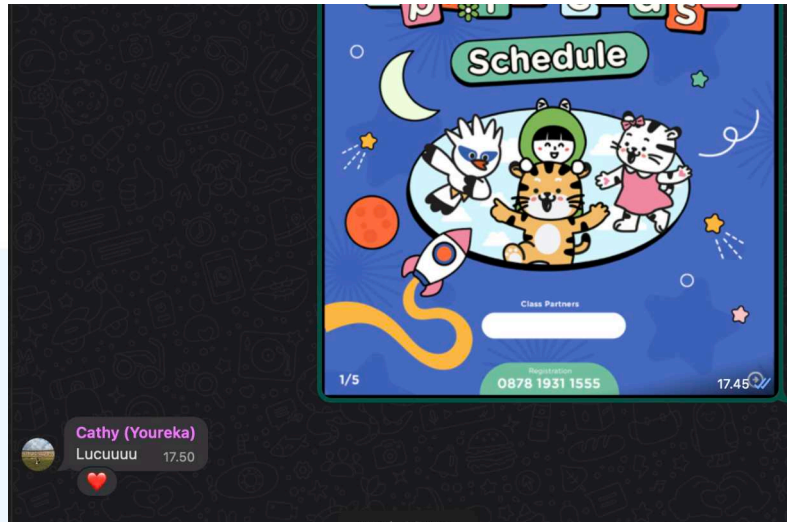 Schedule
Class Partners
Registration
0878 1931 1555
1/5
17.45
Cathy (Youreka)
Lucuuuu
17.50